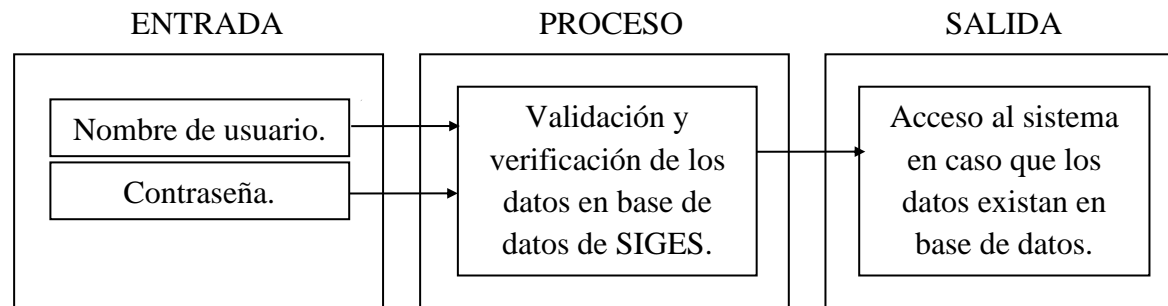 ENTRADA
Nombre de usuario.
Contraseña.
PROCESO
Validación y
verificación de los
datos en base de
datos de SIGES.
SALIDA
Acceso al sistema
en caso que los
datos existan en
base de datos.